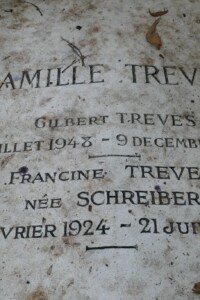 AMILLE TREV
GILBERT TREVES
ILLET 1948 - 9 DECEMB
FRANCINE TREVE
NÉE SCHREIBER
VRIER 1924 - 21 JUI